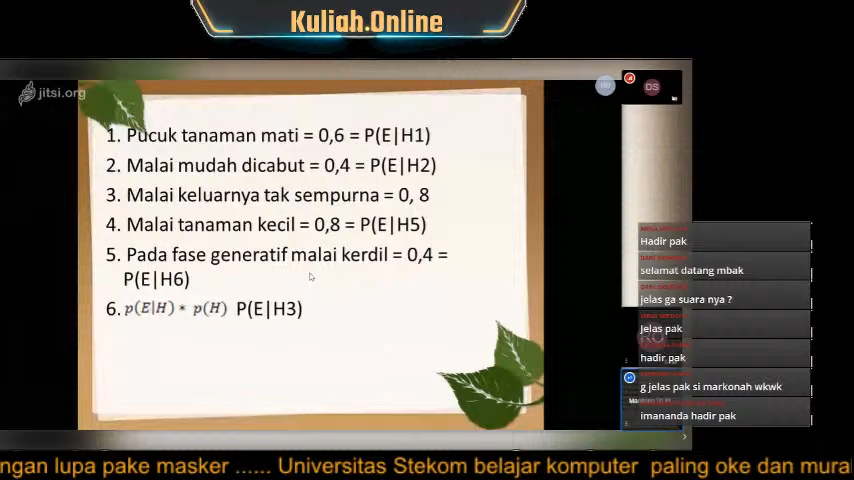 Kuliah.Online
jitsi.org
DS
1. Pucuk tanaman mati = 0,6 = P(E|H1)
2. Malai mudah dicabut = 0,4 = P(E|H2)
3. Malai keluarnya tak sempurna = 0, 8
4. Malai tanaman kecil = 0,8 = P(E|H5)
5. Pada fase generatif malai kerdil = 0,4 =
P(E|H6)
6. p(E|H) * p(H) P(E|H3)
Hadir pak
selamat datang mbak
jelas ga suara nya ?
Jelas pak
hadir pak
g jelas pak si markonah wkwk
imananda hadir pak
ngan lupa pake masker ...... Universitas Stekom belajar komputer paling oke dan mura